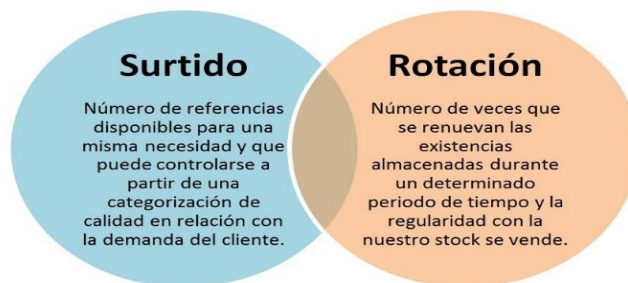 Surtido
Número de referencias
disponibles para una
misma necesidad y que
puede controlarse a
partir de una
categorización de
calidad en relación con
la demanda del cliente.
Rotación
Número de veces que
se renuevan las
existencias
almacenadas durante
un determinado
periodo de tiempo y la
regularidad con la
nuestro stock se vende.